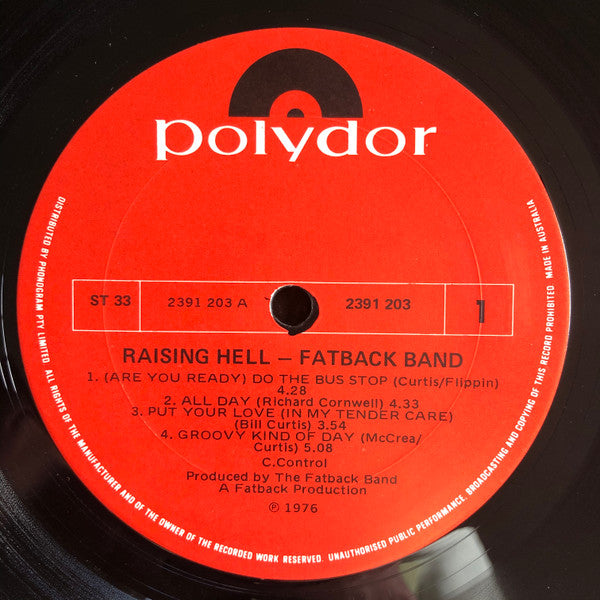 polydor
ST 33
2391 203 A
2391 203
1
RAISING HELL – FATBACK BAND
1. (ARE YOU READY) DO THE BUS STOP (Curtis/Flippin)
4.28
2. ALL DAY (Richard Cornwell) 4.33
3. PUT YOUR LOVE (IN MY TENDER CARE)
(Bill Curtis) 3.54
4. GROOVY KIND OF DAY (McCrea/
Curtis) 5.08
C.Control
Produced by The Fatback Band
A Fatback Production
℗ 1976
DISTRIBUTED BY PHONOGRAM PTY LIMITED. ALL RIGHTS OF THE MANUFACTURER AND OF THE OWNER OF THE RECORDED WORK RESERVED. UNAUTHORISED PUBLIC PERFORMANCE, BROADCASTING AND COPYING OF THIS RECORD PROHIBITED. MADE IN AUSTRALIA.